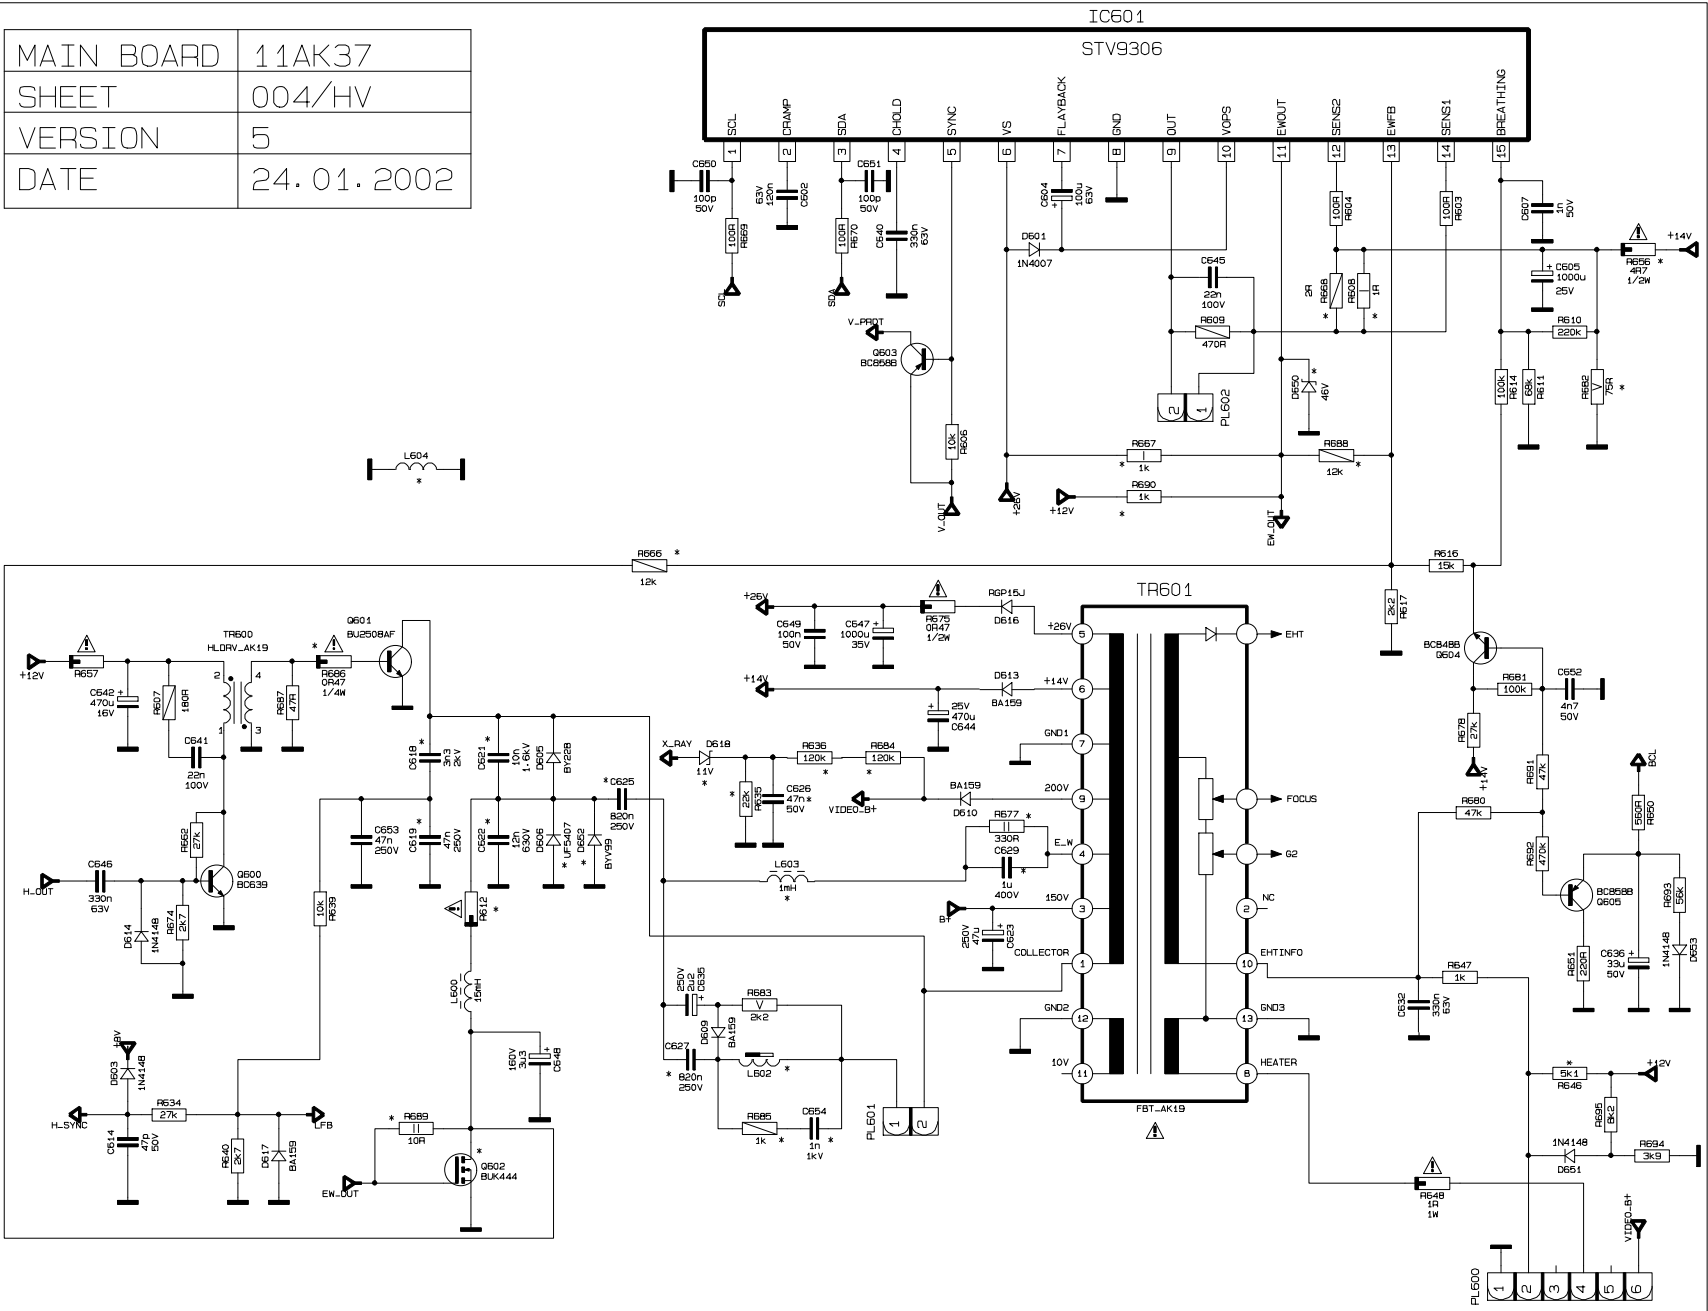 MAIN BOARD 11AK37
SHEET 004/HV
VERSION 5
DATE 24.01.2002
IC601
STV9306
SCL
CRAMP
SDA
CHOLD
SYNC
VS
FLAYBACK
GND
OUT
VOPS
EWOUT
SENS2
EWFB
SENS1
BREATHING
1 2 3 4 5 6 7 8 9 10 11 12 13 14 15
C650
100p
50V
63V
120n
C602
C651
100p
50V
100R
R669
100R
R670
C640
330n
63V
SCL
SDA
C604
100u
63V
D601
1N4007
C645
22n
100V
R609
470R
100R
R604
100R
R603
C607
1n
50V
+14V
R656 *
4R7
1/2W
C605
1000u
25V
2R
R668
*
R608
1R
*
R610
220k
V_PROT
Q603
BC858B
PL602
2 1
D650
*
46V
100k
R614
68k
R611
R682
V
75R
*
10k
R606
L604
*
R667
* 1k
R688
12k *
+12V
R690
1k
*
V_OUT
+26V
EW_OUT
R666 *
12k
R616
15k
2k2
R617
TR601
+26V
C649
100n
50V
C647
1000u
35V
R675
0R47
1/2W
RGP15J
D616
+26V
5
EHT
Q601
BU2508AF
TR600
HLDRV_AK19
+12V
R657
C642
470u
16V
R607
180R
2
4
1
3
R687
47R
*
R686
0R47
1/4W
C641
22n
100V
+14V
D613
BA159
+14V
6
25V
470u
C644
GND1
7
BC848B
Q604
R681
100k
C652
4n7
50V
R678
27k
+14V
R691
47k
R680
47k
BCL
560R
R650
C618
*
3n3
2kV
C621
*
10n
1.6kV
D605
BY228
X_RAY
D618
11V
*
R636
120k
*
R684
120k
*
* 22k
R635
C626
47n *
50V
VIDEO_B+
BA159
D610
200V
9
FOCUS
R662
27k
C646
330n
63V
H_OUT
Q600
BC639
D614
1N4148
R674
2k7
10k
R639
C653
47n
250V
C619
*
47n
250V
C622
*
12n
630V
D606
*
UF5407
D652
*
BYV99
* C625
820n
250V
R677 *
330R
C629
1u *
400V
E_W
4
G2
L603
1mH
*
R692
470k
BC858B
Q605
R693
56k
1N4148
D653
R651
220R
C636
33u
50V
R612
*
B+
150V
3
250V
47u
C623
NC
2
COLLECTOR
1
EHTINFO
10
R647
1k
C632
330n
63V
L600
15mH
250V
2u2
C635
R683
V
2k2
D609
BA159
C627
* 820n
250V
L602 *
GND2
12
GND3
13
10V
11
HEATER
8
FBT_AK19
160V
3u3
C648
+8V
D603
1N4148
H_SYNC
R634
27k
LFB
C614
47p
50V
R640
2k7
D617
BA159
R689
*
10R
Q602
*
BUK444
EW_OUT
R685
1k *
C654
1n *
1kV
PL601
1 2
*
5k1
R646
+12V
R695
8k2
1N4148
D651
R694
3k9
R648
1R
1W
VIDEO_B+
PL600
1 2 3 4 5 6